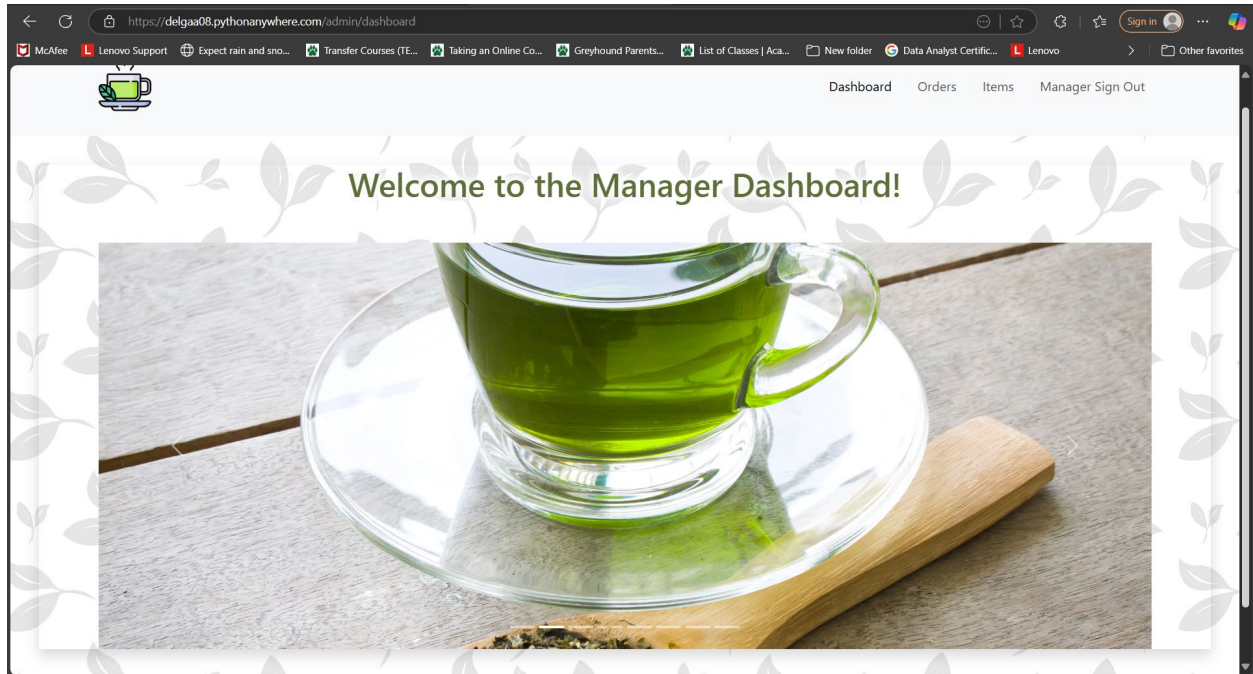 https://delgaa08.pythonanywhere.com/admin/dashboard
Sign in
McAfee L Lenovo Support Expect rain and sno... Transfer Courses (TE... Taking an Online Co... Greyhound Parents... List of Classes | Aca... New folder G Data Analyst Certific... L Lenovo Other favorites
Dashboard Orders Items Manager Sign Out
Welcome to the Manager Dashboard!